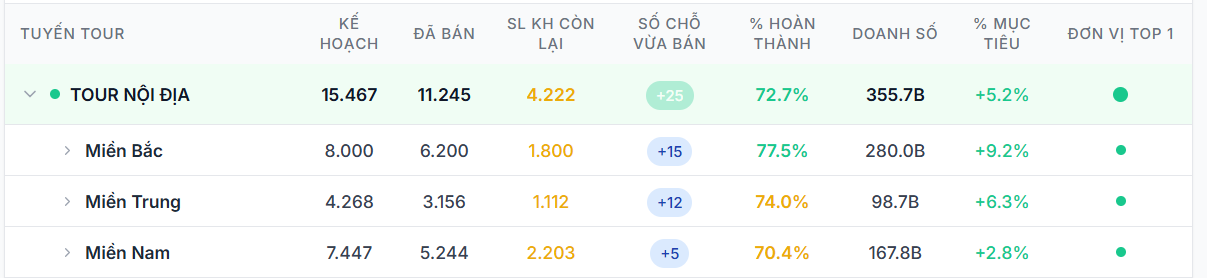 TUYẾN TOUR KẾ HOẠCH ĐÃ BÁN SL KH CÒN LẠI SỐ CHỖ VỪA BÁN % HOÀN THÀNH DOANH SỐ % MỤC TIÊU ĐƠN VỊ TOP 1
TOUR NỘI ĐỊA 15.467 11.245 4.222 +25 72.7% 355.7B +5.2%
Miền Bắc 8.000 6.200 1.800 +15 77.5% 280.0B +9.2%
Miền Trung 4.268 3.156 1.112 +12 74.0% 98.7B +6.3%
Miền Nam 7.447 5.244 2.203 +5 70.4% 167.8B +2.8%